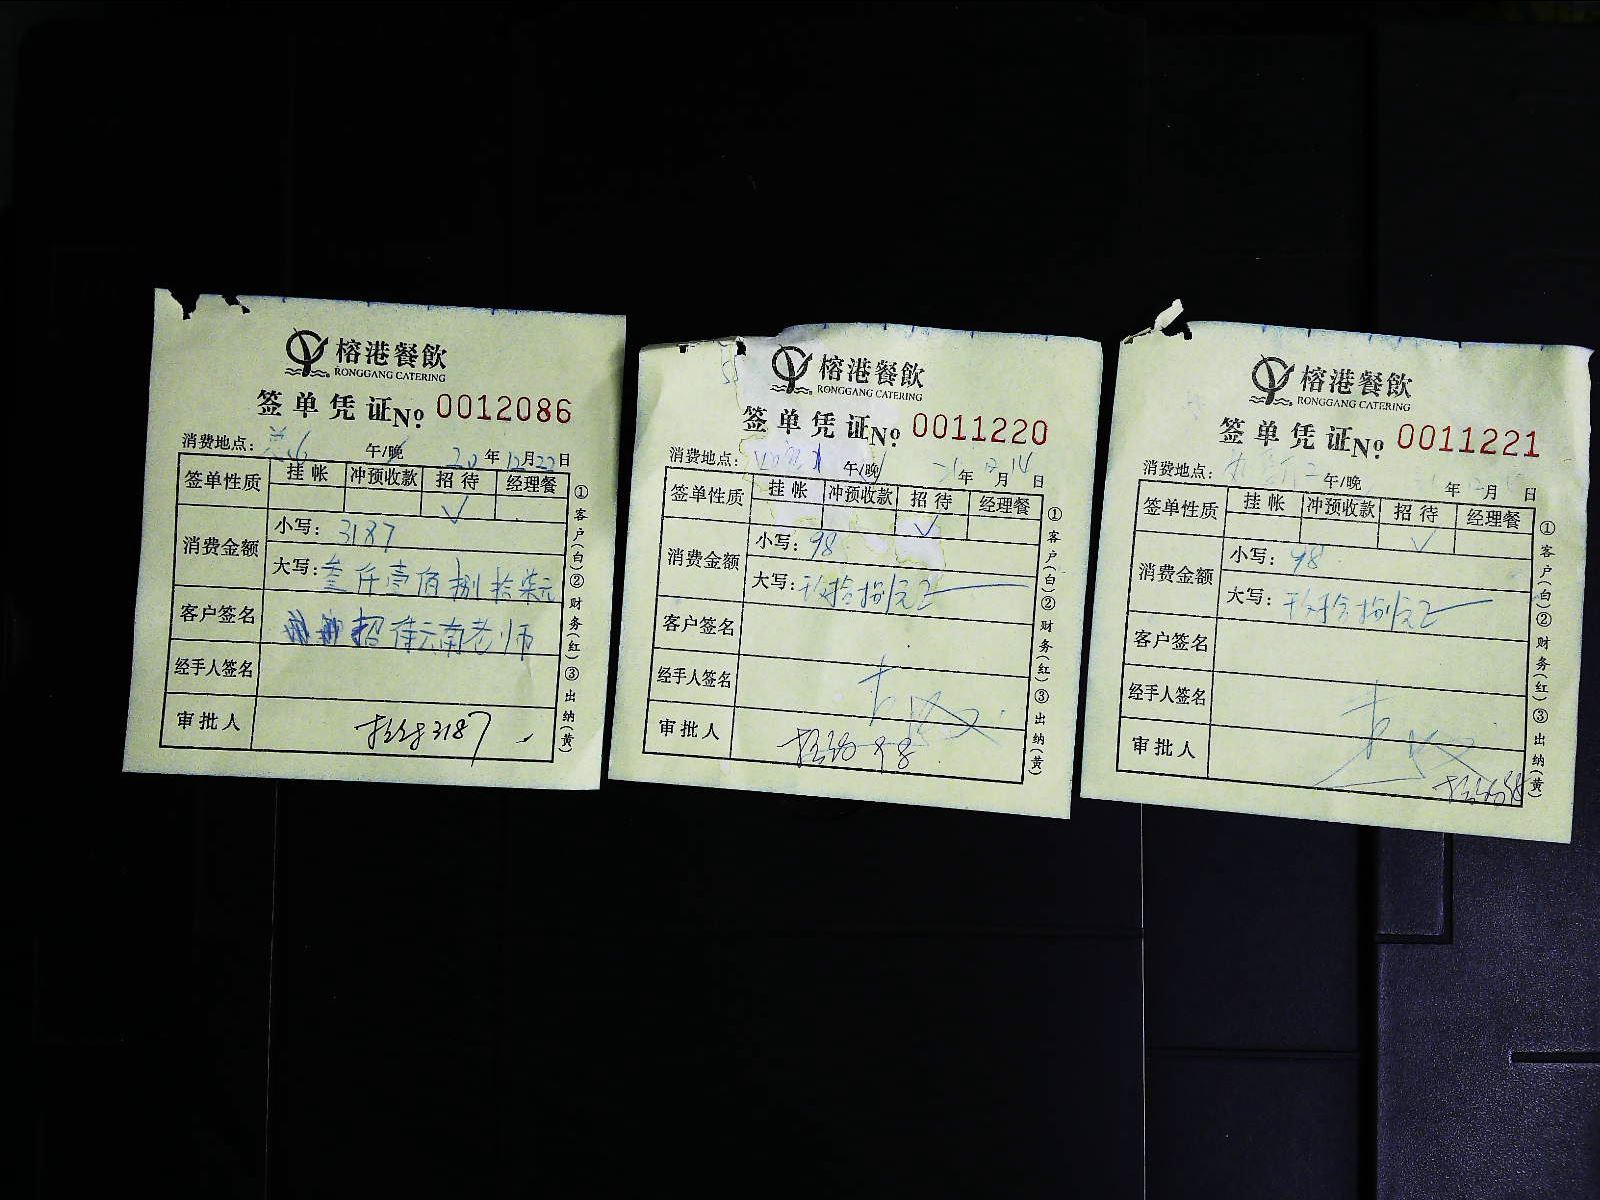 榕港餐飲
RONGGANG CATERING
签单凭证№ 0012086
消费地点： 午/晚 20年12月22日
签单性质 挂帐 冲预收款 招待 经理餐
√
消费金额 小写：3187
大写：叁仟壹佰捌拾柒元
客户签名 招待云南老师
经手人签名
审批人 3187
①客户(白)②财务(红)③出纳(黄)
榕港餐飲
RONGGANG CATERING
签单凭证№ 0011220
消费地点： 午/晚 年 月14日
签单性质 挂帐 冲预收款 招待 经理餐
√
消费金额 小写：98
大写：玖拾捌元正
客户签名
经手人签名
审批人 98
①客户(白)②财务(红)③出纳(黄)
榕港餐飲
RONGGANG CATERING
签单凭证№ 0011221
消费地点： 午/晚 年 月 日
签单性质 挂帐 冲预收款 招待 经理餐
√
消费金额 小写：98
大写：玖拾捌元正
客户签名
经手人签名
审批人 98
①客户(白)②财务(红)③出纳(黄)